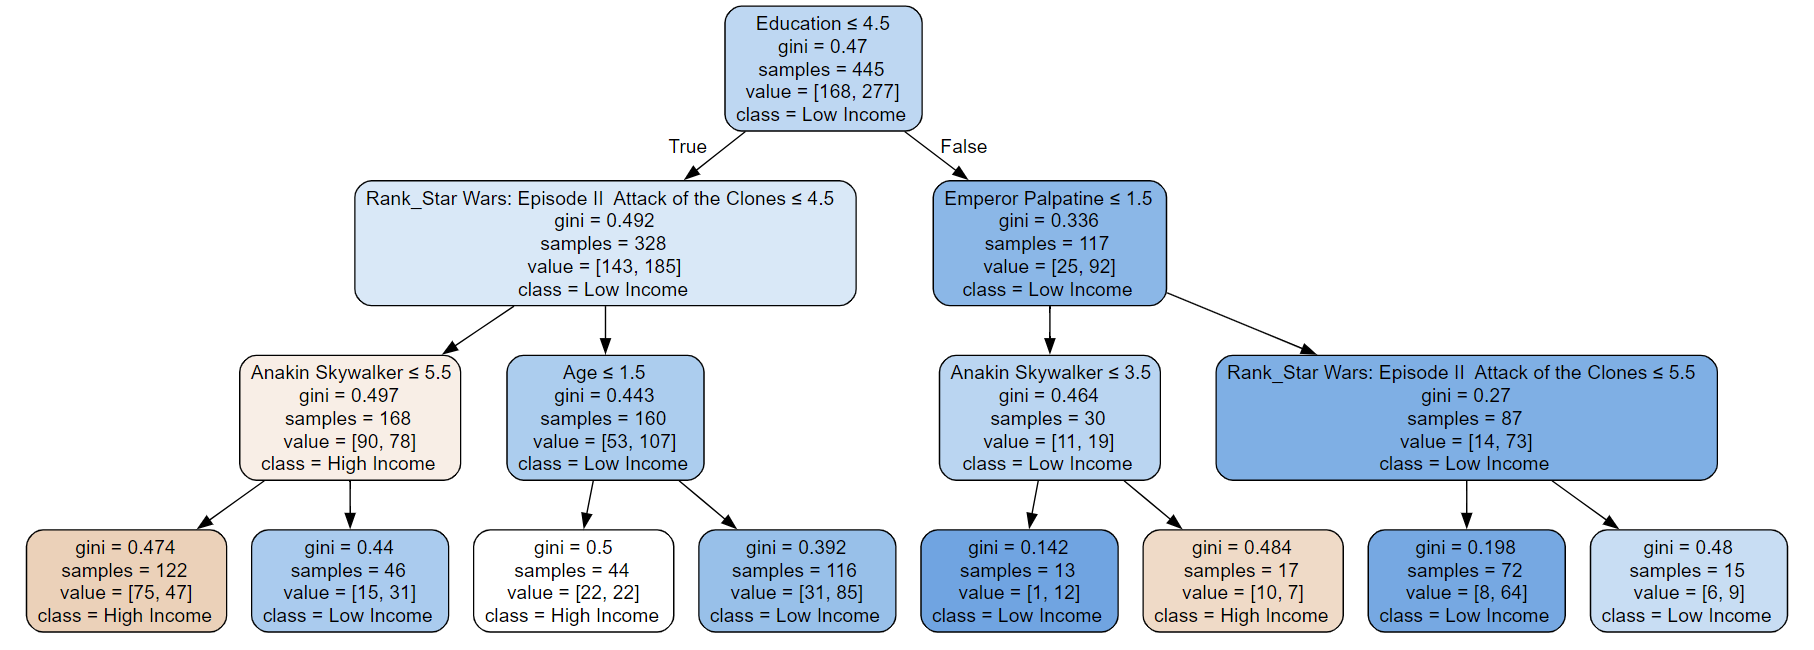 Education ≤ 4.5
gini = 0.47
samples = 445
value = [168, 277]
class = Low Income
True
False
Rank_Star Wars: Episode II  Attack of the Clones ≤ 4.5
gini = 0.492
samples = 328
value = [143, 185]
class = Low Income
Emperor Palpatine ≤ 1.5
gini = 0.336
samples = 117
value = [25, 92]
class = Low Income
Anakin Skywalker ≤ 5.5
gini = 0.497
samples = 168
value = [90, 78]
class = High Income
Age ≤ 1.5
gini = 0.443
samples = 160
value = [53, 107]
class = Low Income
Anakin Skywalker ≤ 3.5
gini = 0.464
samples = 30
value = [11, 19]
class = Low Income
Rank_Star Wars: Episode II  Attack of the Clones ≤ 5.5
gini = 0.27
samples = 87
value = [14, 73]
class = Low Income
gini = 0.474
samples = 122
value = [75, 47]
class = High Income
gini = 0.44
samples = 46
value = [15, 31]
class = Low Income
gini = 0.5
samples = 44
value = [22, 22]
class = High Income
gini = 0.392
samples = 116
value = [31, 85]
class = Low Income
gini = 0.142
samples = 13
value = [1, 12]
class = Low Income
gini = 0.484
samples = 17
value = [10, 7]
class = High Income
gini = 0.198
samples = 72
value = [8, 64]
class = Low Income
gini = 0.48
samples = 15
value = [6, 9]
class = Low Income